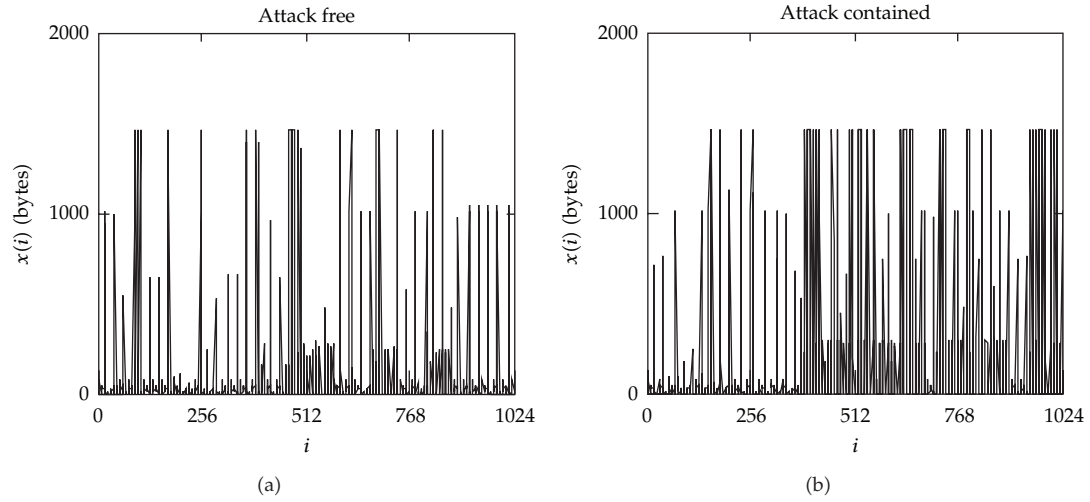 Attack free
2000
1000
0
x(i) (bytes)
0
256
512
768
1024
i
(a)
Attack contained
2000
1000
0
x(i) (bytes)
0
256
512
768
1024
i
(b)